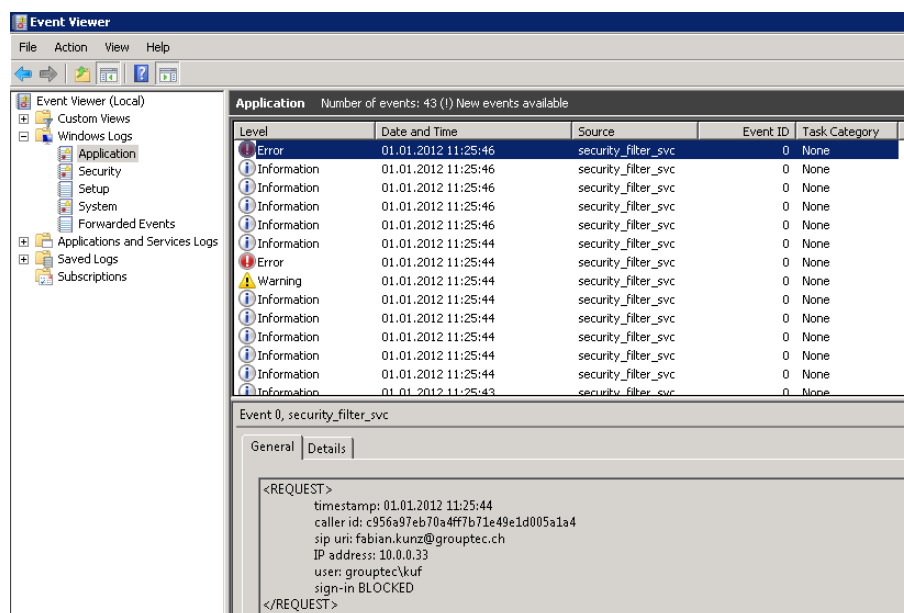 Event Viewer
File Action View Help
Event Viewer (Local)
Custom Views
Windows Logs
Application
Security
Setup
System
Forwarded Events
Applications and Services Logs
Saved Logs
Subscriptions
Application Number of events: 43 (!) New events available
Level Date and Time Source Event ID Task Category
Error 01.01.2012 11:25:46 security_filter_svc 0 None
Information 01.01.2012 11:25:46 security_filter_svc 0 None
Information 01.01.2012 11:25:46 security_filter_svc 0 None
Information 01.01.2012 11:25:46 security_filter_svc 0 None
Information 01.01.2012 11:25:46 security_filter_svc 0 None
Information 01.01.2012 11:25:44 security_filter_svc 0 None
Error 01.01.2012 11:25:44 security_filter_svc 0 None
Warning 01.01.2012 11:25:44 security_filter_svc 0 None
Information 01.01.2012 11:25:44 security_filter_svc 0 None
Information 01.01.2012 11:25:44 security_filter_svc 0 None
Information 01.01.2012 11:25:44 security_filter_svc 0 None
Information 01.01.2012 11:25:44 security_filter_svc 0 None
Information 01.01.2012 11:25:44 security_filter_svc 0 None
Information 01.01.2012 11:25:43 security_filter_svc 0 None
Event 0, security_filter_svc
General Details
<REQUEST>
timestamp: 01.01.2012 11:25:44
caller id: c956a97eb70a4ff7b71e49e1d005a1a4
sip uri: fabian.kunz@grouptec.ch
IP address: 10.0.0.33
user: grouptec\kuf
sign-in BLOCKED
</REQUEST>